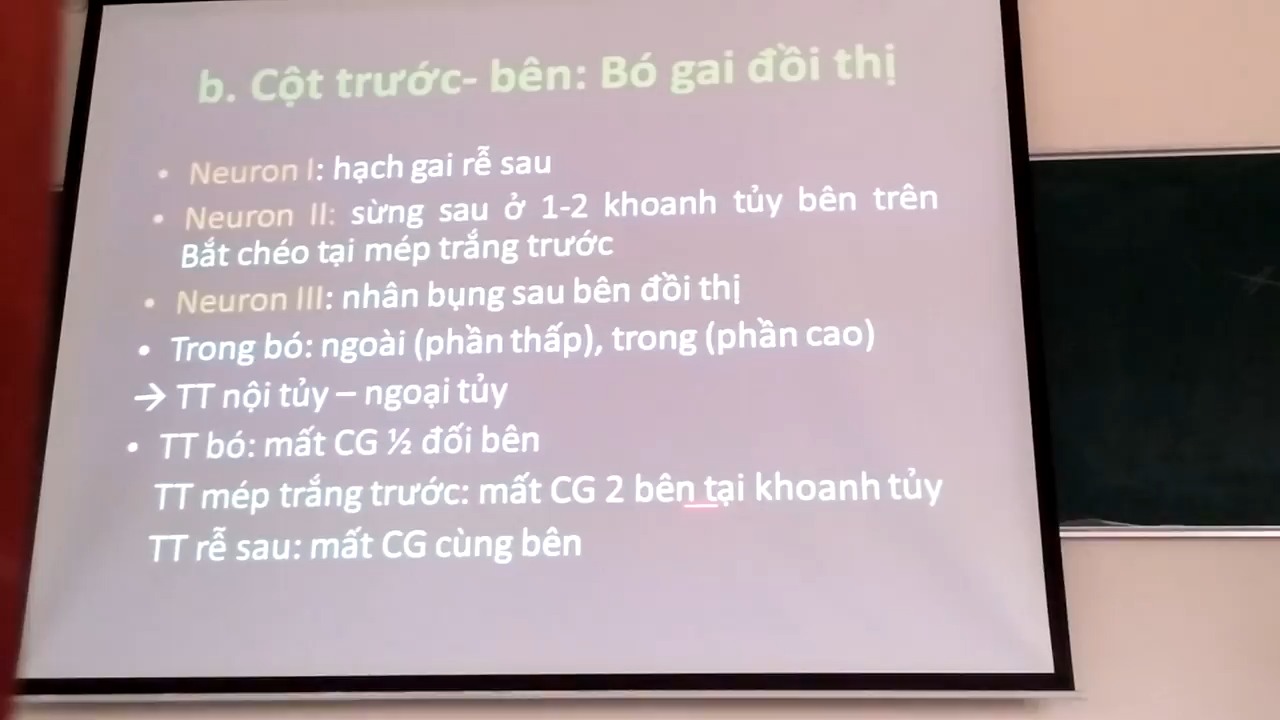 b. Cột trước- bên: Bó gai đồi thị
• Neuron I: hạch gai rễ sau
• Neuron II: sừng sau ở 1-2 khoanh tủy bên trên
Bắt chéo tại mép trắng trước
• Neuron III: nhân bụng sau bên đồi thị
• Trong bó: ngoài (phần thấp), trong (phần cao)
→ TT nội tủy – ngoại tủy
• TT bó: mất CG ½ đối bên
TT mép trắng trước: mất CG 2 bên tại khoanh tủy
TT rễ sau: mất CG cùng bên